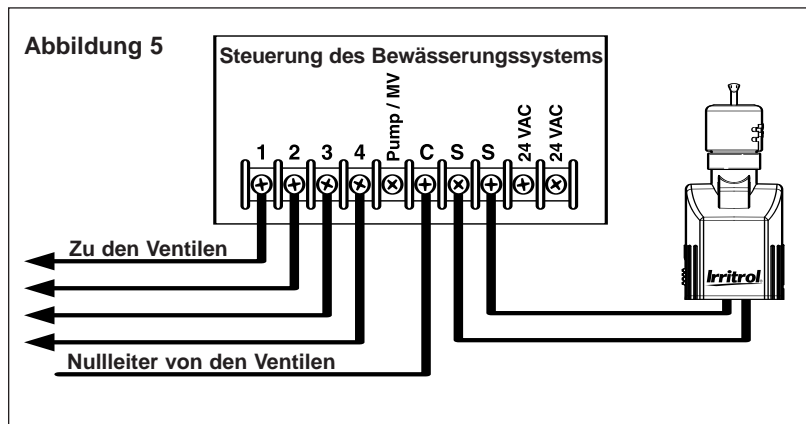 Abbildung 5
Steuerung des Bewässerungssystems
1 2 3 4 Pump / MV C S S 24 VAC 24 VAC
Zu den Ventilen
Irritrol
Nullleiter von den Ventilen